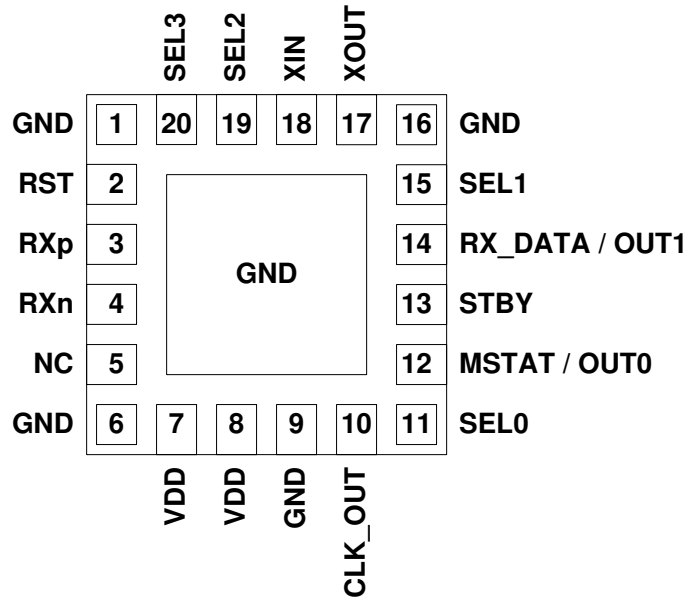 SEL3 SEL2 XIN XOUT
GND 1 20 19 18 17 16 GND
RST 2 15 SEL1
RXp 3 14 RX_DATA / OUT1
GND
RXn 4 13 STBY
NC 5 12 MSTAT / OUT0
GND 6 7 8 9 10 11 SEL0
VDD VDD GND CLK_OUT